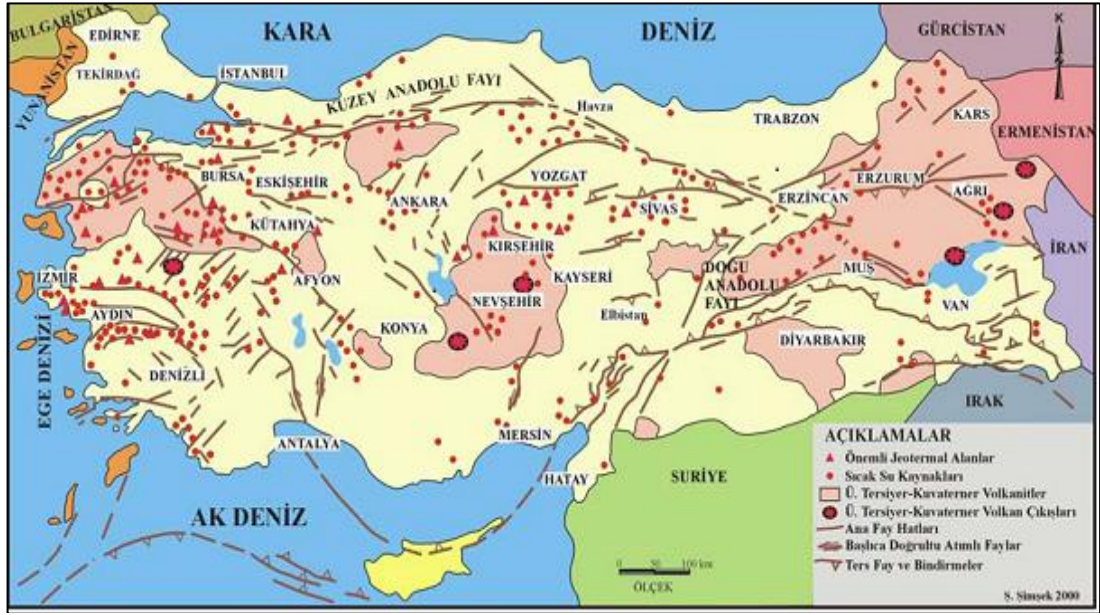 BULGARİSTAN
EDİRNE
KARA
DENİZ
GÜRCİSTAN
K
YUNANİSTAN
TEKİRDAĞ
İSTANBUL
KUZEY ANADOLU FAYI
Havza
TRABZON
KARS
ERMENİSTAN
BURSA
ESKİŞEHİR
ANKARA
YOZGAT
SİVAS
ERZİNCAN
ERZURUM
AĞRI
KÜTAHYA
KIRŞEHİR
KAYSERİ
İRAN
İZMİR
AFYON
NEVŞEHİR
DOĞU
ANADOLU
FAYI
MUŞ
AYDIN
KONYA
Elbistan
VAN
DENİZLİ
DİYARBAKIR
EGE DENİZİ
ANTALYA
MERSİN
HATAY
IRAK
SURİYE
AK DENİZ
0 50 100 km
ÖLÇEK
AÇIKLAMALAR
Önemli Jeotermal Alanlar
Sıcak Su Kaynakları
Ü. Tersiyer-Kuvaterner Volkanitler
Ü. Tersiyer-Kuvaterner Volkan Çıkışları
Ana Fay Hatları
Başlıca Doğrultu Atımlı Faylar
Ters Fay ve Bindirmeler
Ş. Şimşek 2000